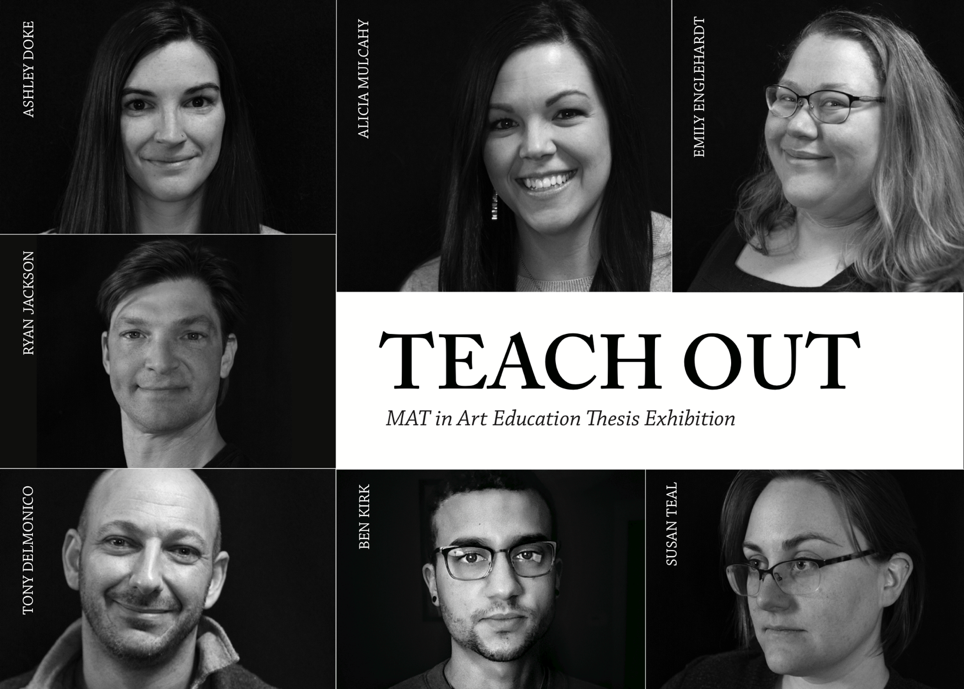 ASHLEY DOKE
ALICIA MULCAHY
EMILY ENGLEHARDT
RYAN JACKSON
TEACH OUT
MAT in Art Education Thesis Exhibition
TONY DELMONICO
BEN KIRK
SUSAN TEAL